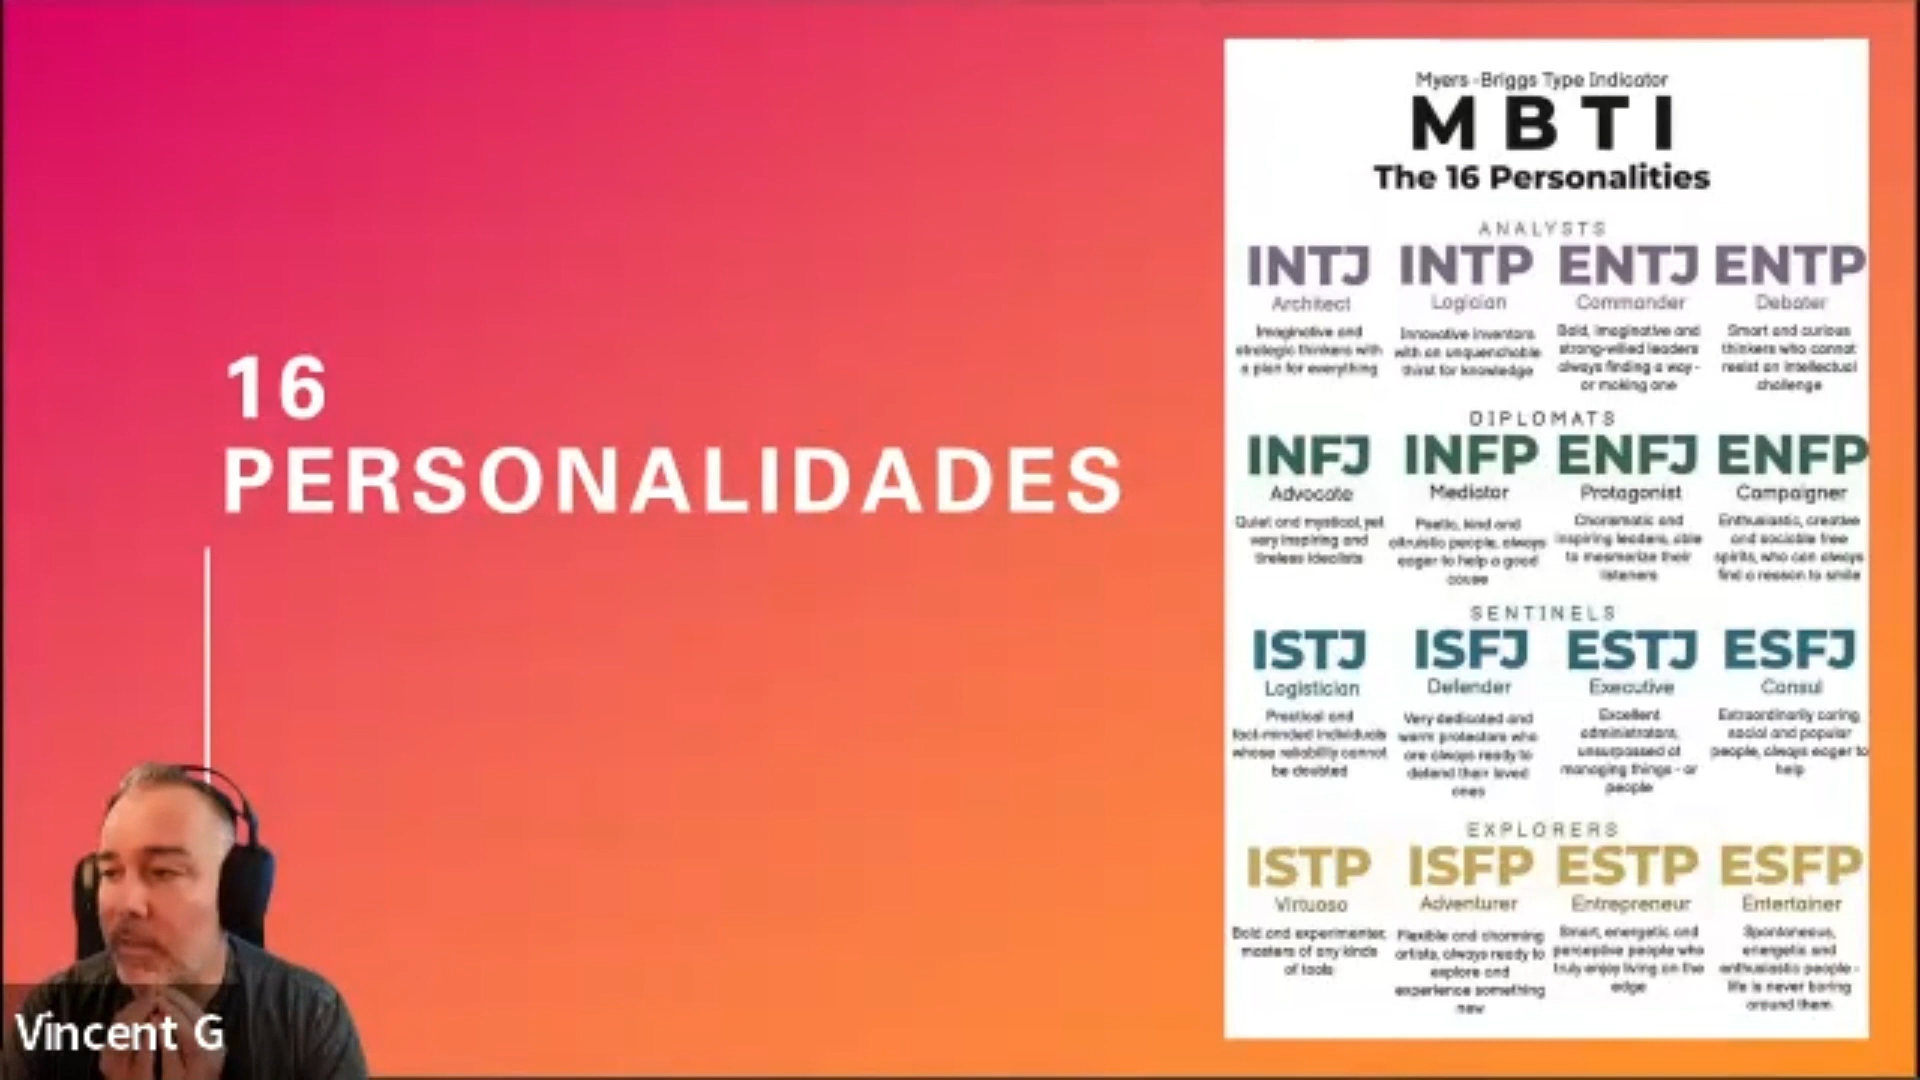 16
PERSONALIDADES
Vincent G
Myers -Briggs Type Indicator
MBTI
The 16 Personalities
ANALYSTS
INTJ INTP ENTJ ENTP
Architect Logician Commander Debater
Imaginative and
strategic thinkers with
a plan for everything
Innovative inventors
with an unquenchable
thirst for knowledge
Bold, imaginative and
strong-willed leaders
always finding a way -
or making one
Smart and curious
thinkers who cannot
resist an intellectual
challenge
DIPLOMATS
INFJ INFP ENFJ ENFP
Advocate Mediator Protagonist Campaigner
Quiet and mystical, yet
very inspiring and
tireless idealists
Poetic, kind and
altruistic people, always
eager to help a good
cause
Charismatic and
inspiring leaders, able
to mesmerize their
listeners
Enthusiastic, creative
and sociable free
spirits, who can always
find a reason to smile
SENTINELS
ISTJ ISFJ ESTJ ESFJ
Logistician Defender Executive Consul
Practical and
fact-minded individuals
whose reliability cannot
be doubted
Very dedicated and
warm protectors who
are always ready to
defend their loved
ones
Excellent
administrators,
unsurpassed at
managing things - or
people
Extraordinarily caring
social and popular
people, always eager to
help
EXPLORERS
ISTP ISFP ESTP ESFP
Virtuoso Adventurer Entrepreneur Entertainer
Bold and experimenter,
masters of any kinds
of tools
Flexible and charming
artists, always ready to
explore and
experience something
new
Smart, energetic and
perceptive people who
truly enjoy living on the
edge
Spontaneous,
energetic and
enthusiastic people -
life is never boring
around them